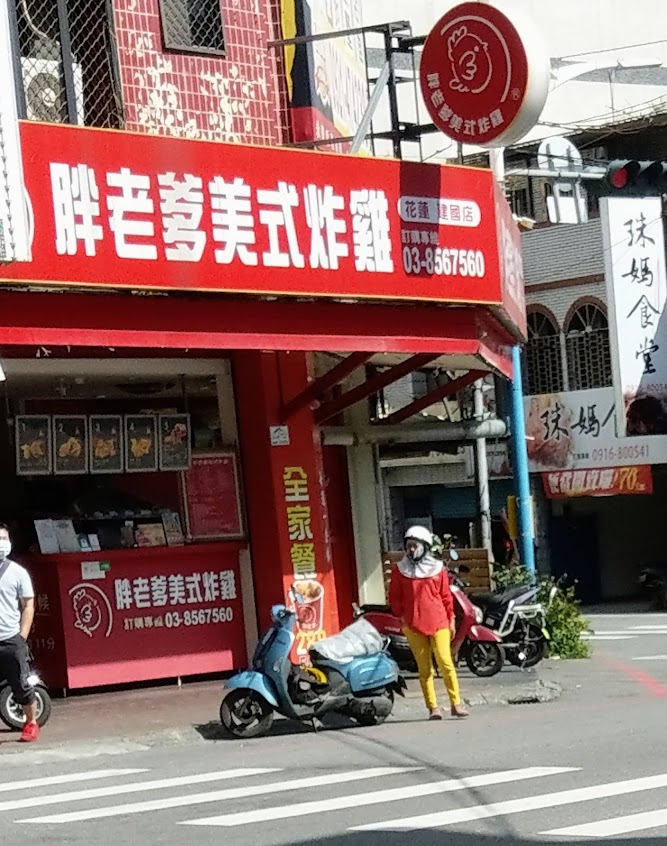 胖老爹美式炸雞
胖老爹美式炸雞
花蓮 建國店
訂購專線
03-8567560
珠媽食堂
珠媽
0916-800541
全家餐
胖老爹美式炸雞
訂購專線 03-8567560